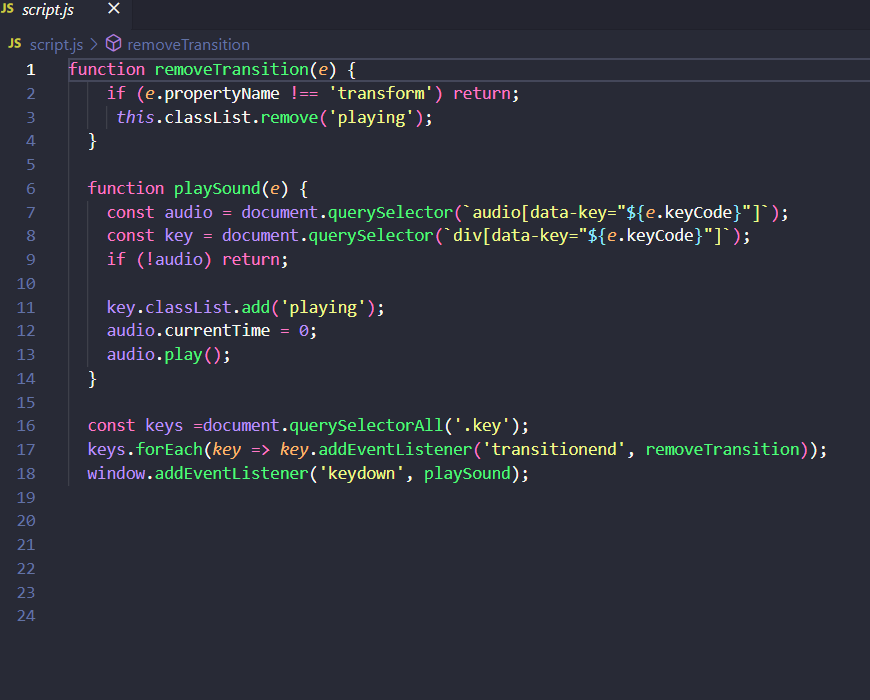 JS script.js ×
JS script.js > removeTransition
1 function removeTransition(e) {
2 if (e.propertyName !== 'transform') return;
3 this.classList.remove('playing');
4 }
5
6 function playSound(e) {
7 const audio = document.querySelector(`audio[data-key="${e.keyCode}"]`);
8 const key = document.querySelector(`div[data-key="${e.keyCode}"]`);
9 if (!audio) return;
10
11 key.classList.add('playing');
12 audio.currentTime = 0;
13 audio.play();
14 }
15
16 const keys =document.querySelectorAll('.key');
17 keys.forEach(key => key.addEventListener('transitionend', removeTransition));
18 window.addEventListener('keydown', playSound);
19
20
21
22
23
24